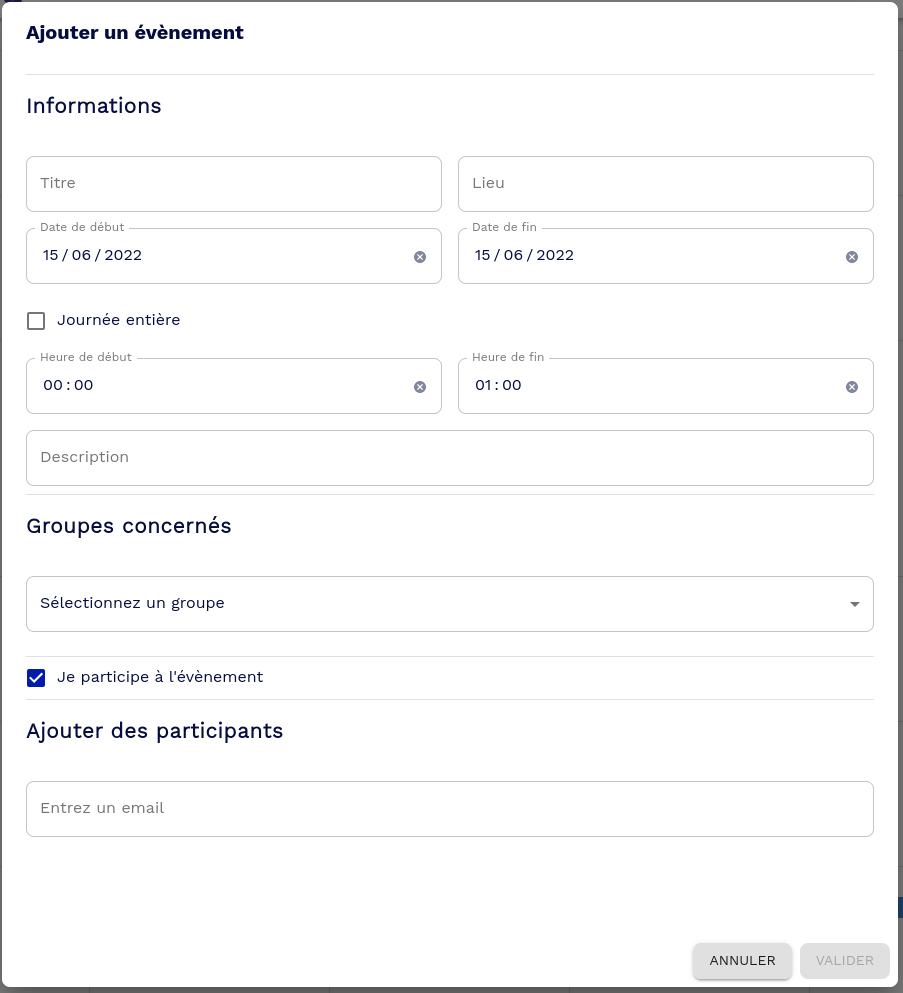 Ajouter un évènement
Informations
Titre
Lieu
Date de début
15/06/2022
Date de fin
15/06/2022
Journée entière
Heure de début
00:00
Heure de fin
01:00
Description
Groupes concernés
Sélectionnez un groupe
Je participe à l'évènement
Ajouter des participants
Entrez un email
ANNULER
VALIDER